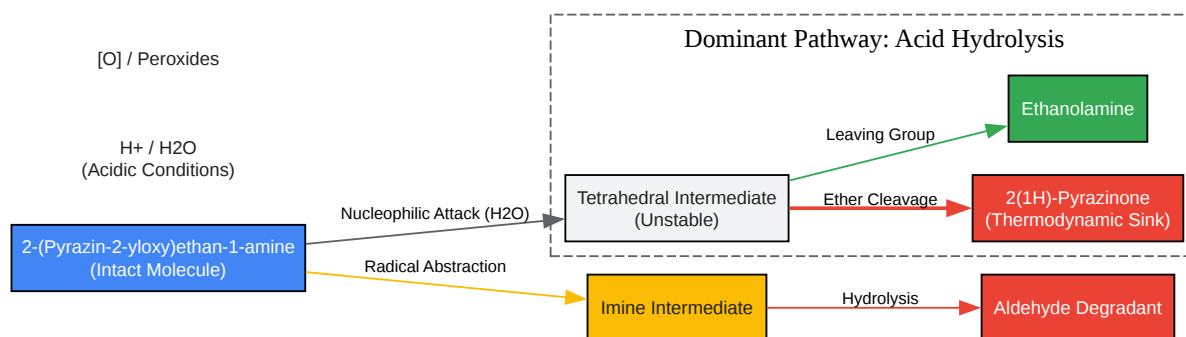 Dominant Pathway: Acid Hydrolysis
[O] / Peroxides
Ethanolamine
Leaving Group
H+ / H2O
(Acidic Conditions)
Tetrahedral Intermediate
(Unstable)
Ether Cleavage
2(1H)-Pyrazinone
(Thermodynamic Sink)
Nucleophilic Attack (H2O)
2-(Pyrazin-2-yloxy)ethan-1-amine
(Intact Molecule)
Radical Abstraction
Imine Intermediate
Hydrolysis
Aldehyde Degradant